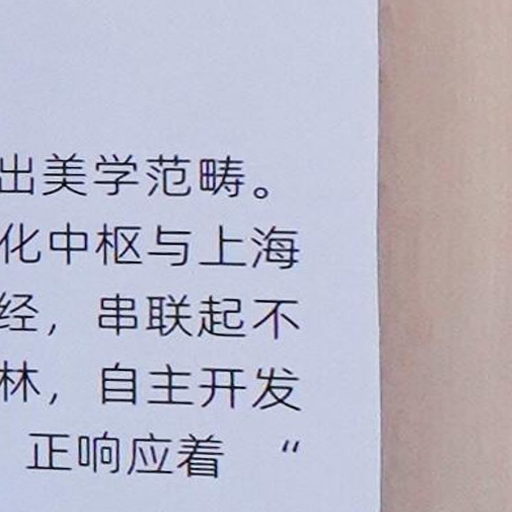 出美学范畴。
化中枢与上海
经，串联起不
林，自主开发
正响应着 “